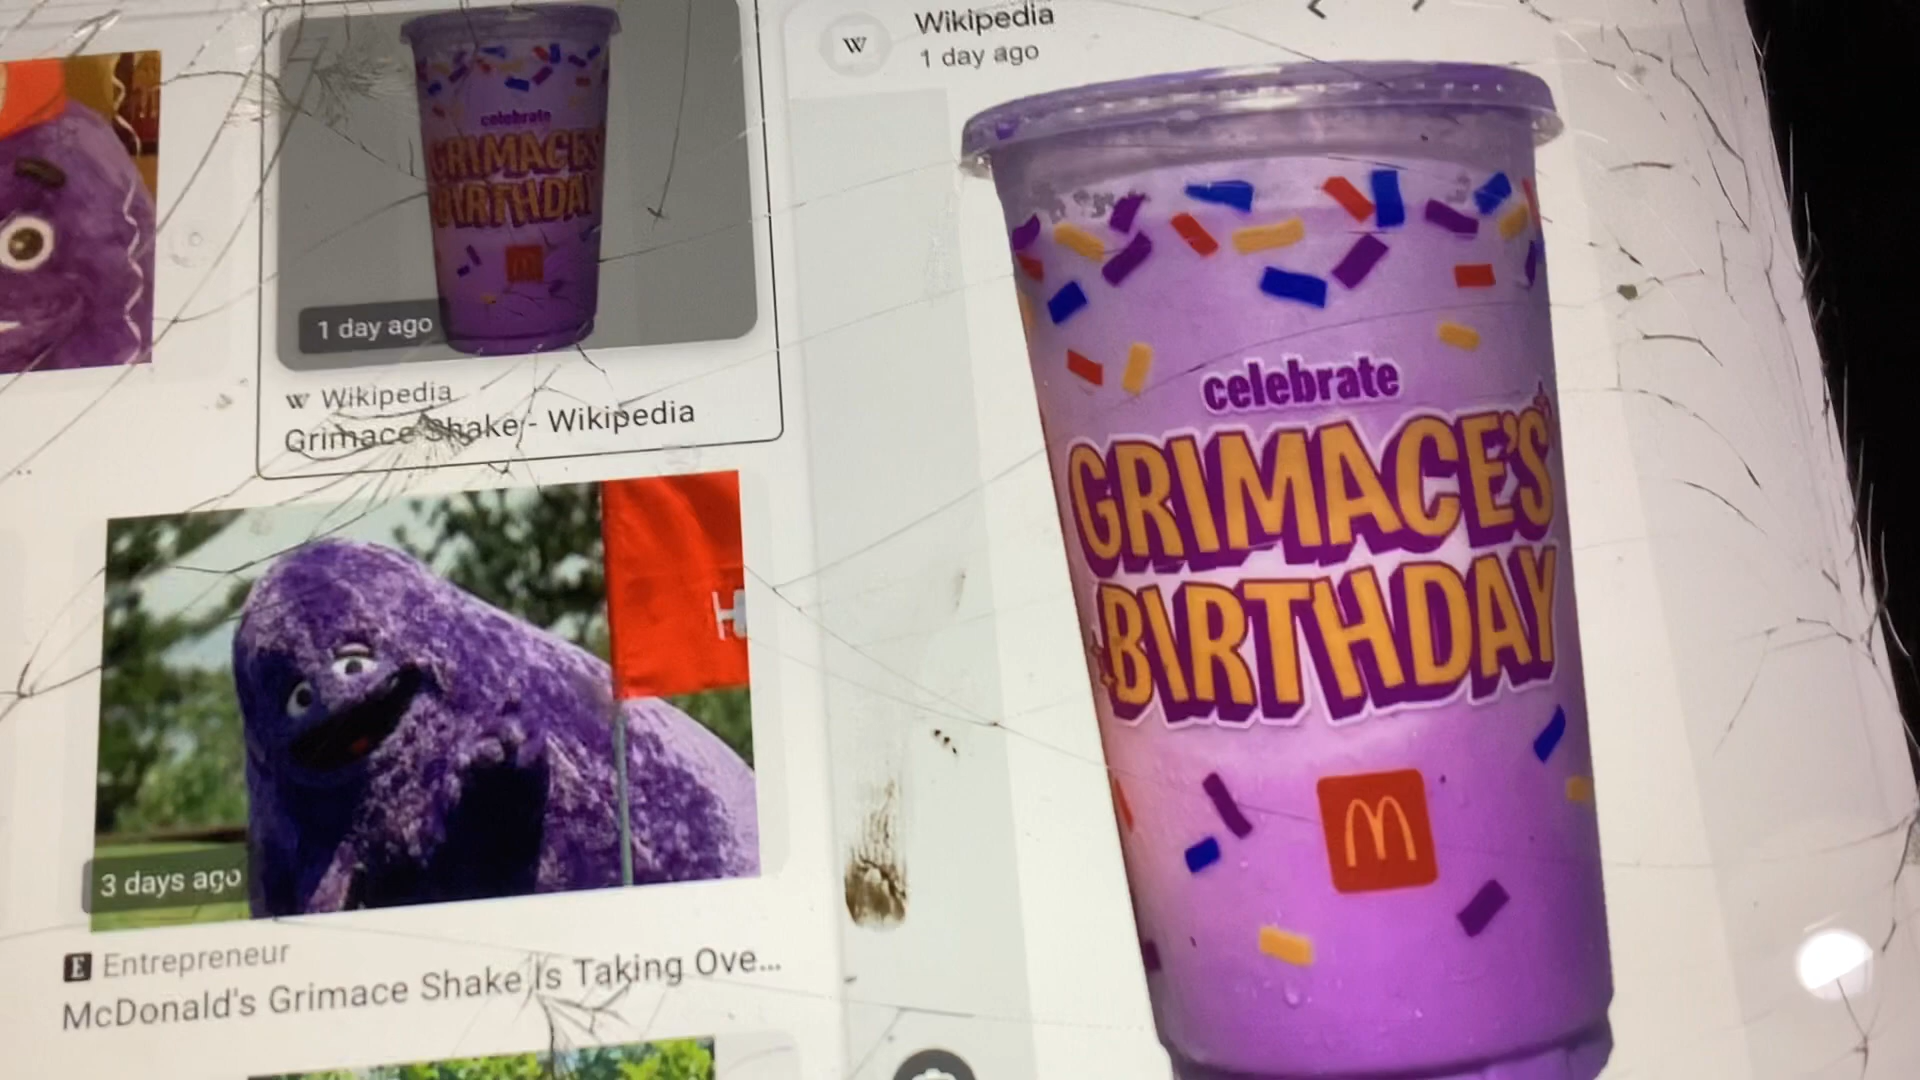 celebrate
GRIMACE'S
BIRTHDAY
1 day ago
W Wikipedia
Grimace Shake - Wikipedia
H
3 days ago
E Entrepreneur
McDonald's Grimace Shake Is Taking Ove...
W Wikipedia
1 day ago
celebrate
GRIMACE'S
BIRTHDAY
M